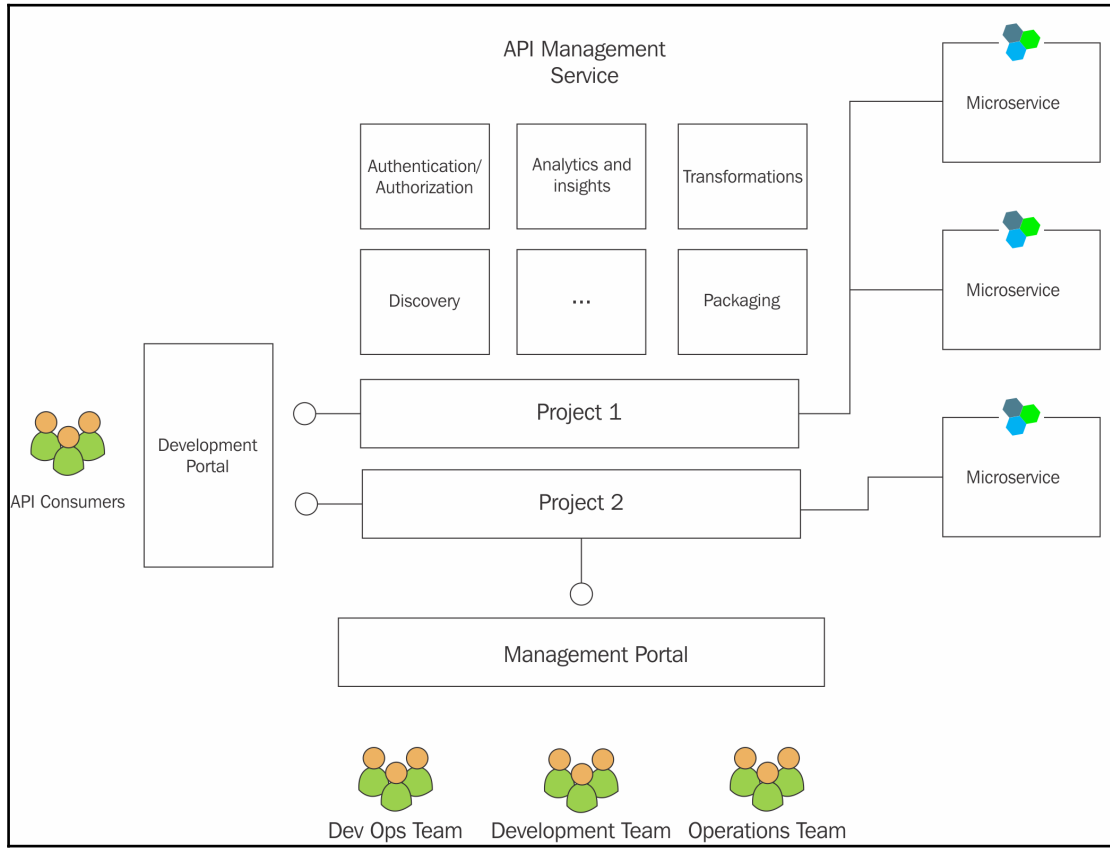 API Management
Service
Microservice
Authentication/
Authorization
Analytics and
insights
Transformations
Discovery
...
Packaging
Microservice
Project 1
Development
Portal
API Consumers
Project 2
Microservice
Management Portal
Dev Ops Team
Development Team
Operations Team